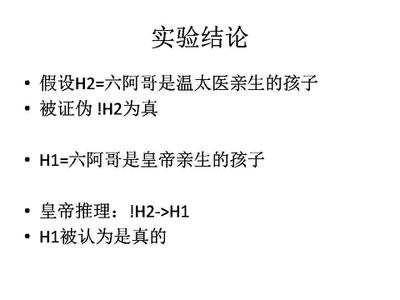 实验结论
• 假设H2=六阿哥是温太医亲生的孩子
• 被证伪 !H2为真
• H1=六阿哥是皇帝亲生的孩子
• 皇帝推理：!H2->H1
• H1被认为是真的